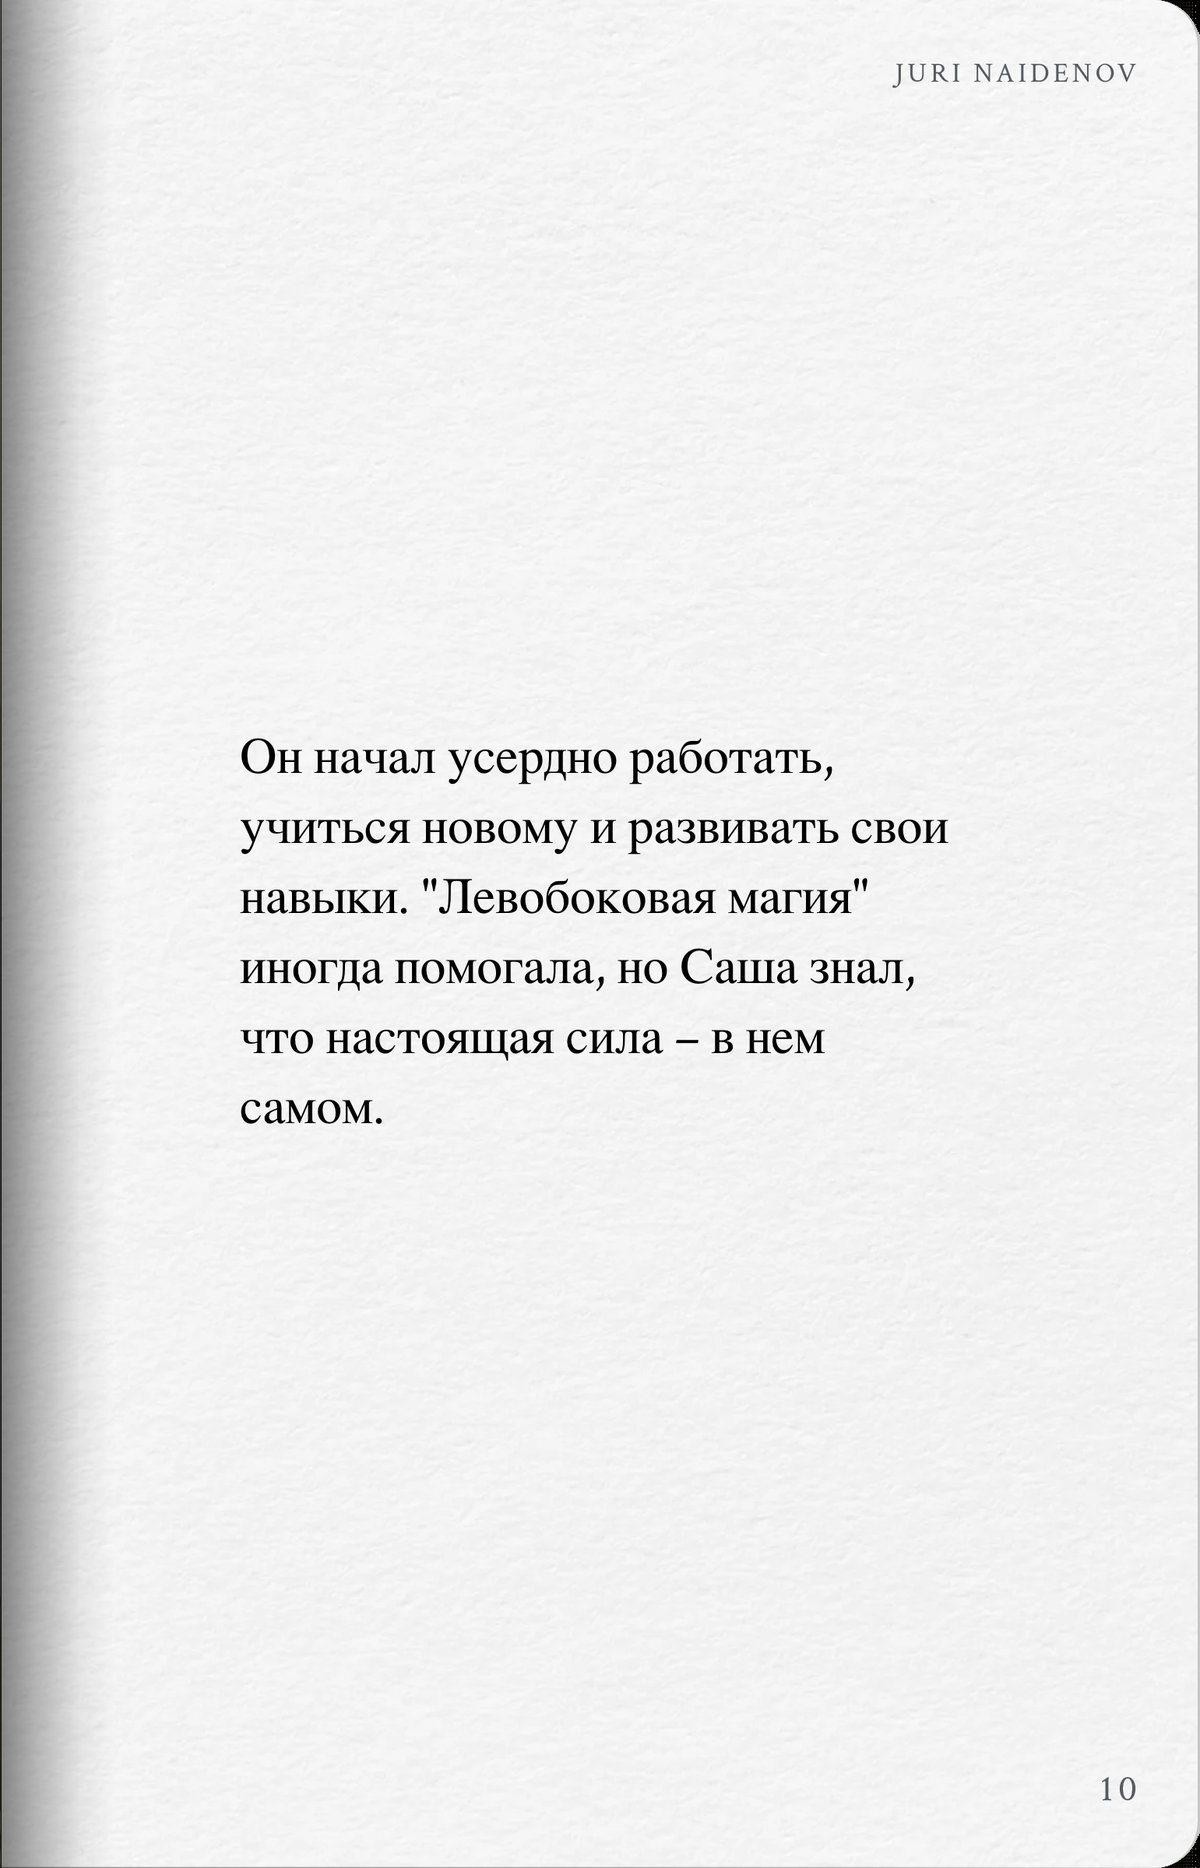 JURI NAIDENOV
Он начал усердно работать,
учиться новому и развивать свои
навыки. "Левобоковая магия"
иногда помогала, но Саша знал,
что настоящая сила – в нем
самом.
10